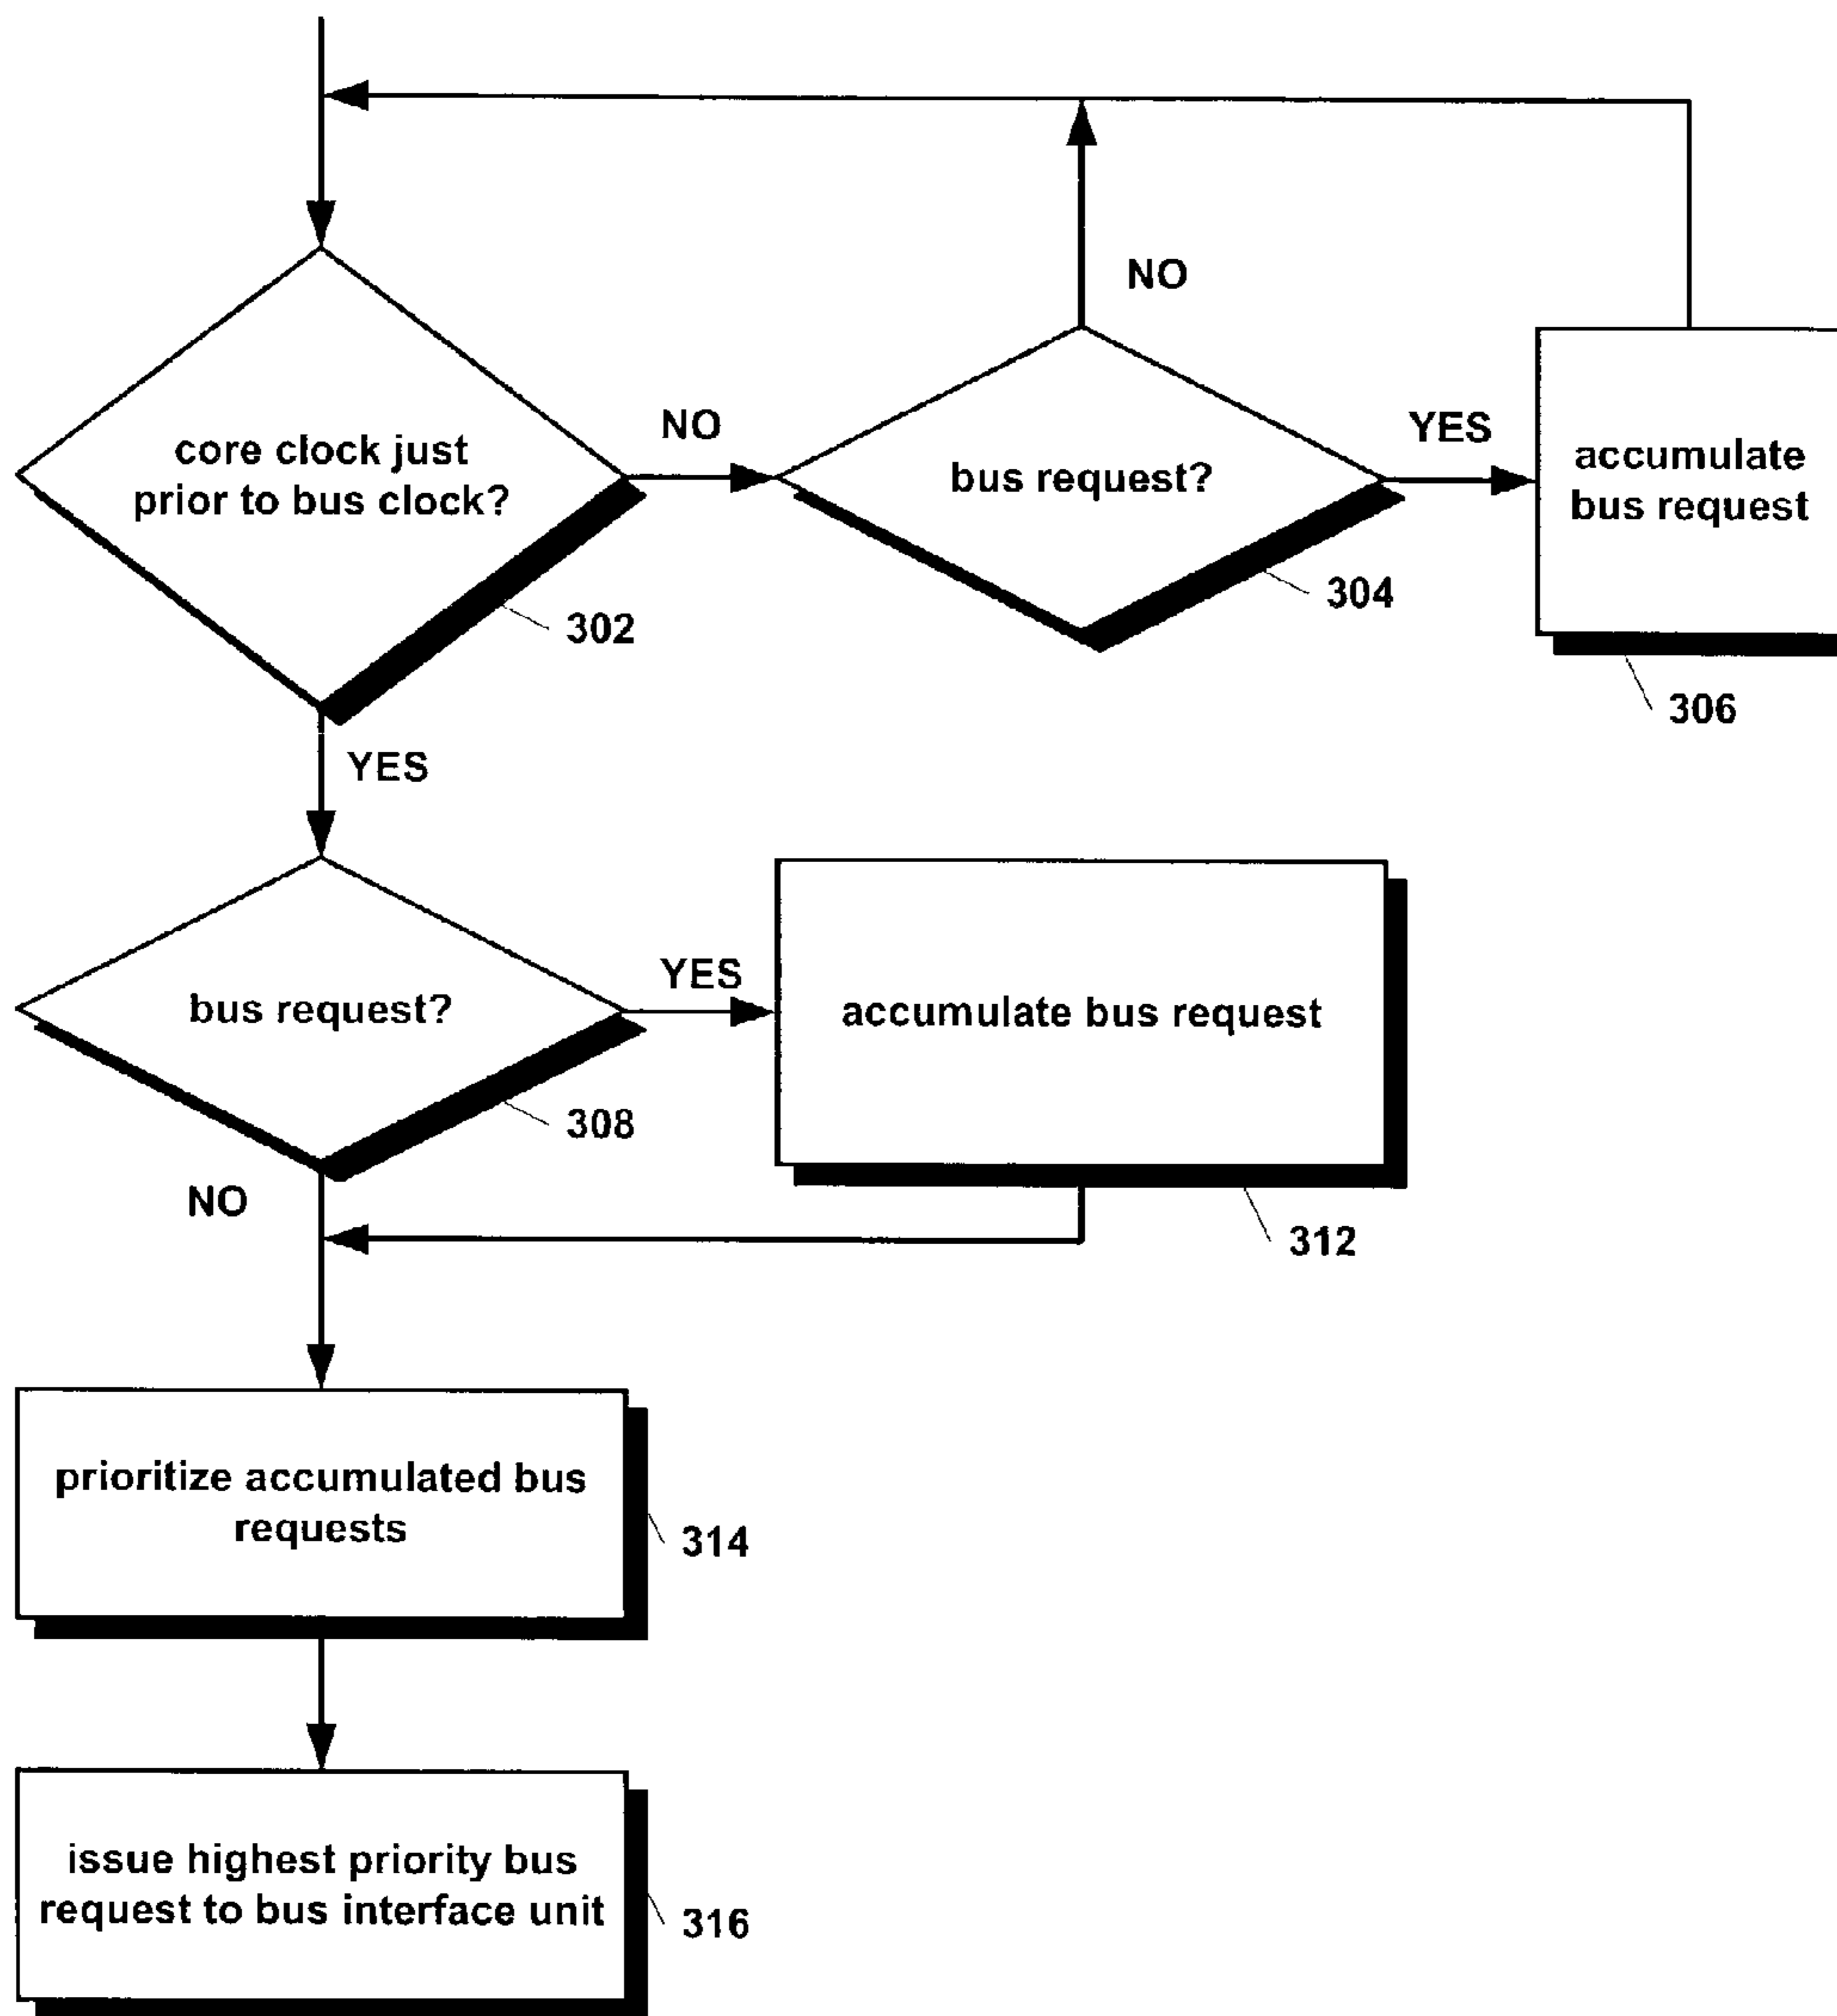 NO
core clock just
prior to bus clock?
NO
bus request?
YES
accumulate
bus request
302
304
306
YES
bus request?
YES
accumulate bus request
308
NO
312
prioritize accumulated bus
requests
314
issue highest priority bus
request to bus interface unit
316